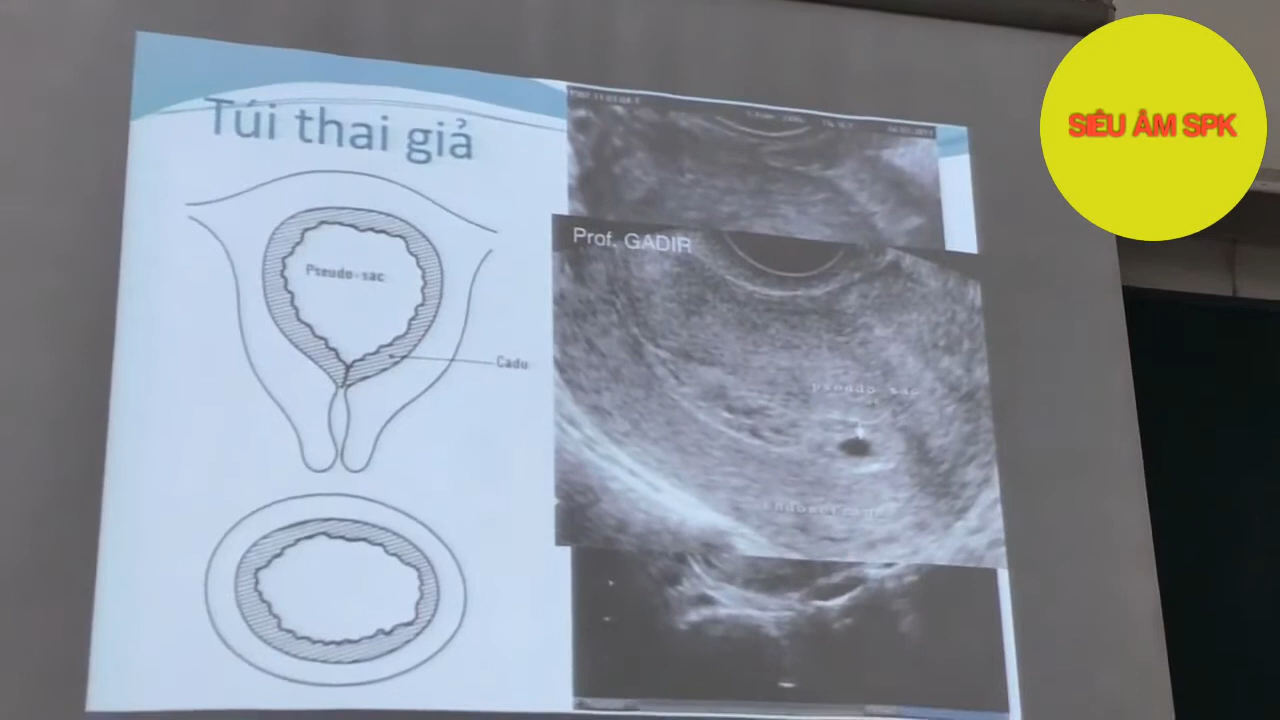 Túi thai giả
Pseudo-sac
Cadu
Prof. GADIR
pseudo sac
SIÊU ÂM SPK